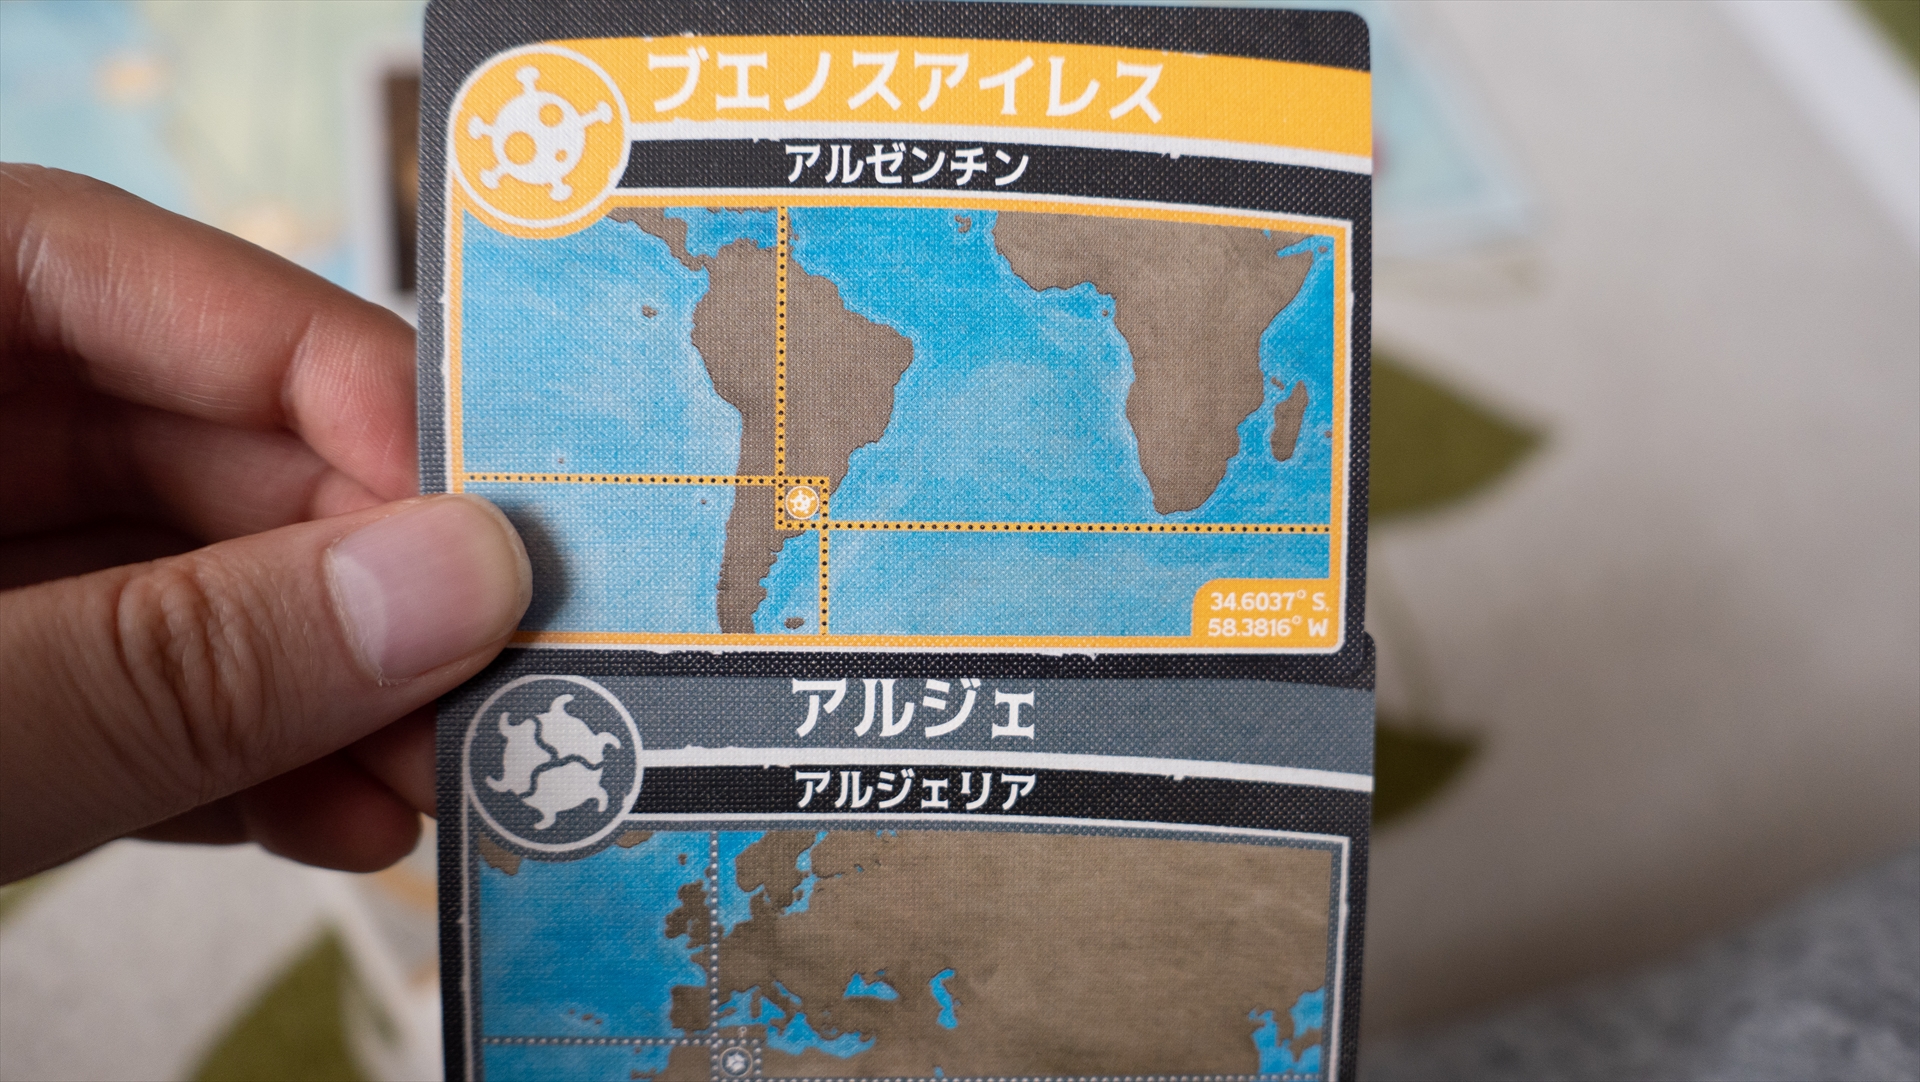 ブエノスアイレス
アルゼンチン
34.6037° S.
58.3816° W
アルジェ
アルジェリア